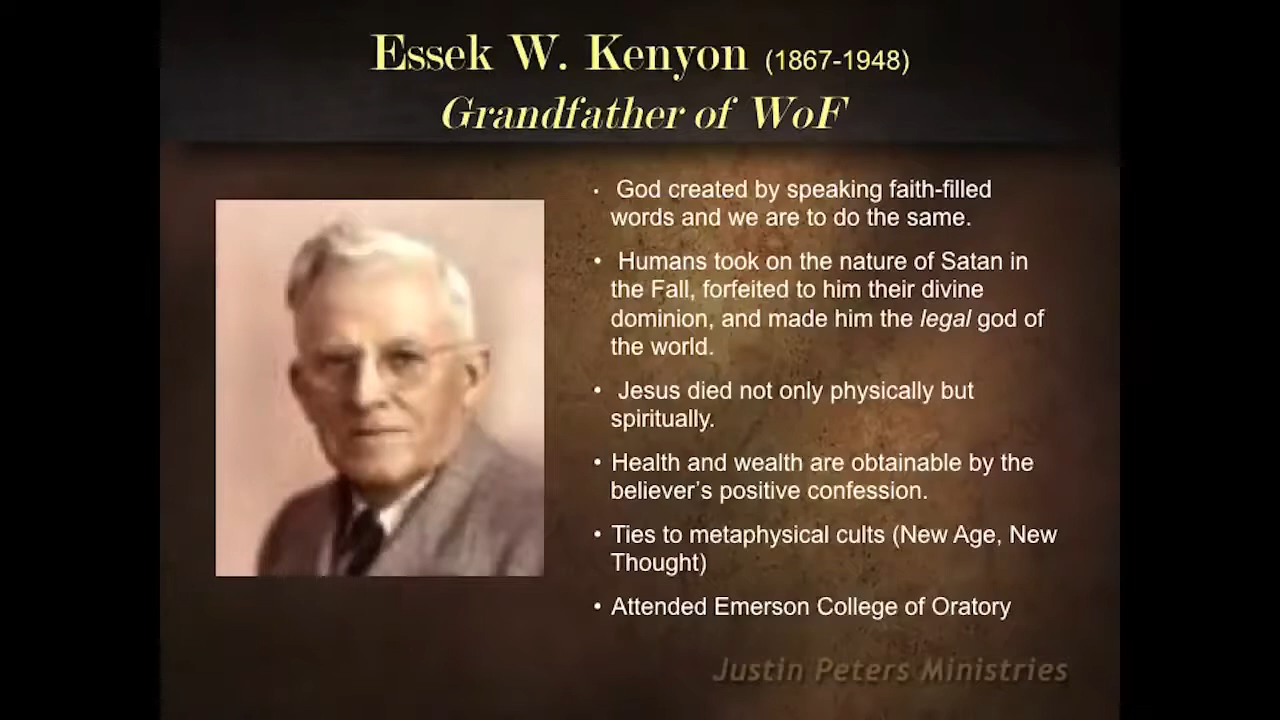 Essek W. Kenyon (1867-1948)
Grandfather of WoF
• God created by speaking faith-filled
words and we are to do the same.
• Humans took on the nature of Satan in
the Fall, forfeited to him their divine
dominion, and made him the legal god of
the world.
• Jesus died not only physically but
spiritually.
• Health and wealth are obtainable by the
believer’s positive confession.
• Ties to metaphysical cults (New Age, New
Thought)
• Attended Emerson College of Oratory
Justin Peters Ministries